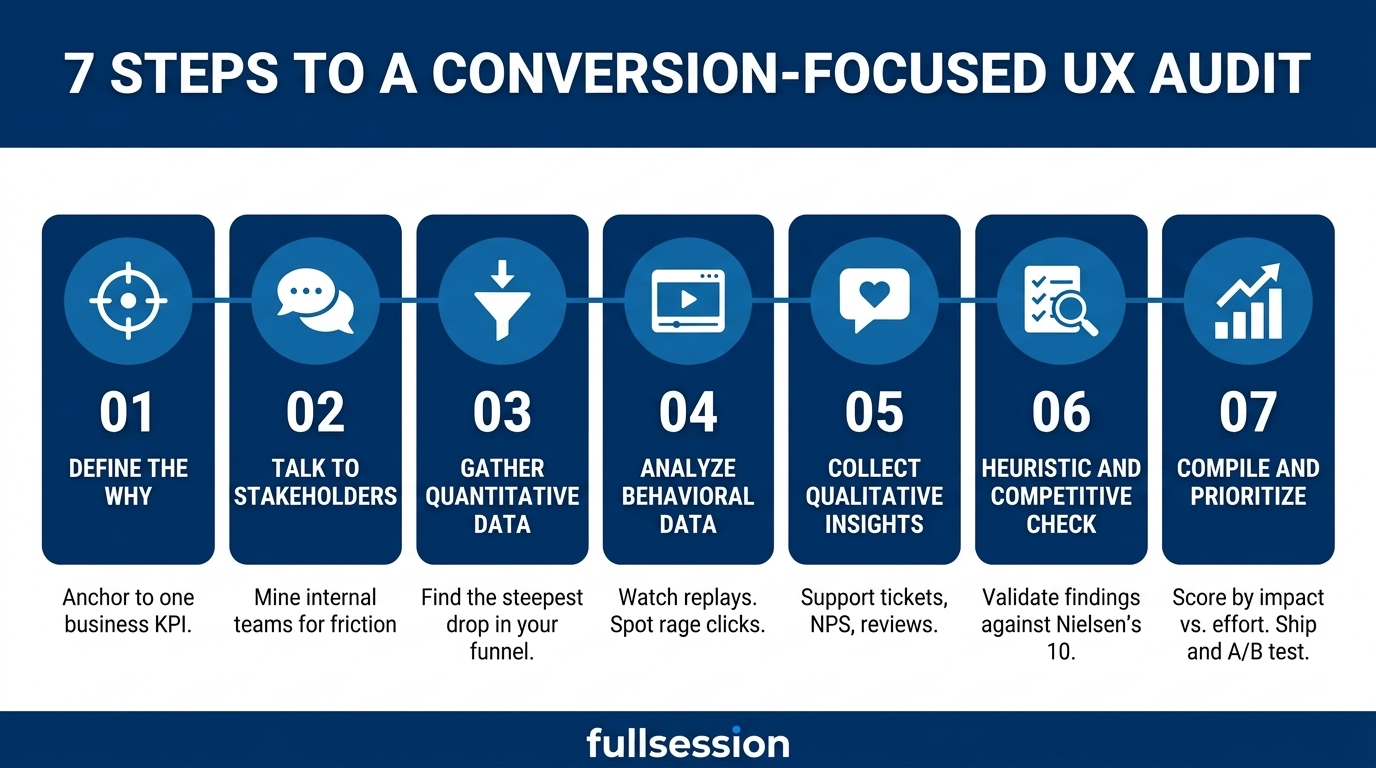 7 STEPS TO A CONVERSION-FOCUSED UX AUDIT
01
DEFINE THE
WHY
Anchor to one
business KPI.
02
TALK TO
STAKEHOLDERS
Mine internal
teams for friction
03
GATHER
QUANTITATIVE
DATA
Find the steepest
drop in your
funnel.
04
ANALYZE
BEHAVIORAL
DATA
Watch replays.
Spot rage clicks.
05
COLLECT
QUALITATIVE
INSIGHTS
Support tickets,
NPS, reviews.
06
HEURISTIC AND
COMPETITIVE
CHECK
Validate findings
against Nielsen's
10.
07
COMPILE AND
PRIORITIZE
Score by impact
vs. effort. Ship
and A/B test.
fullsession